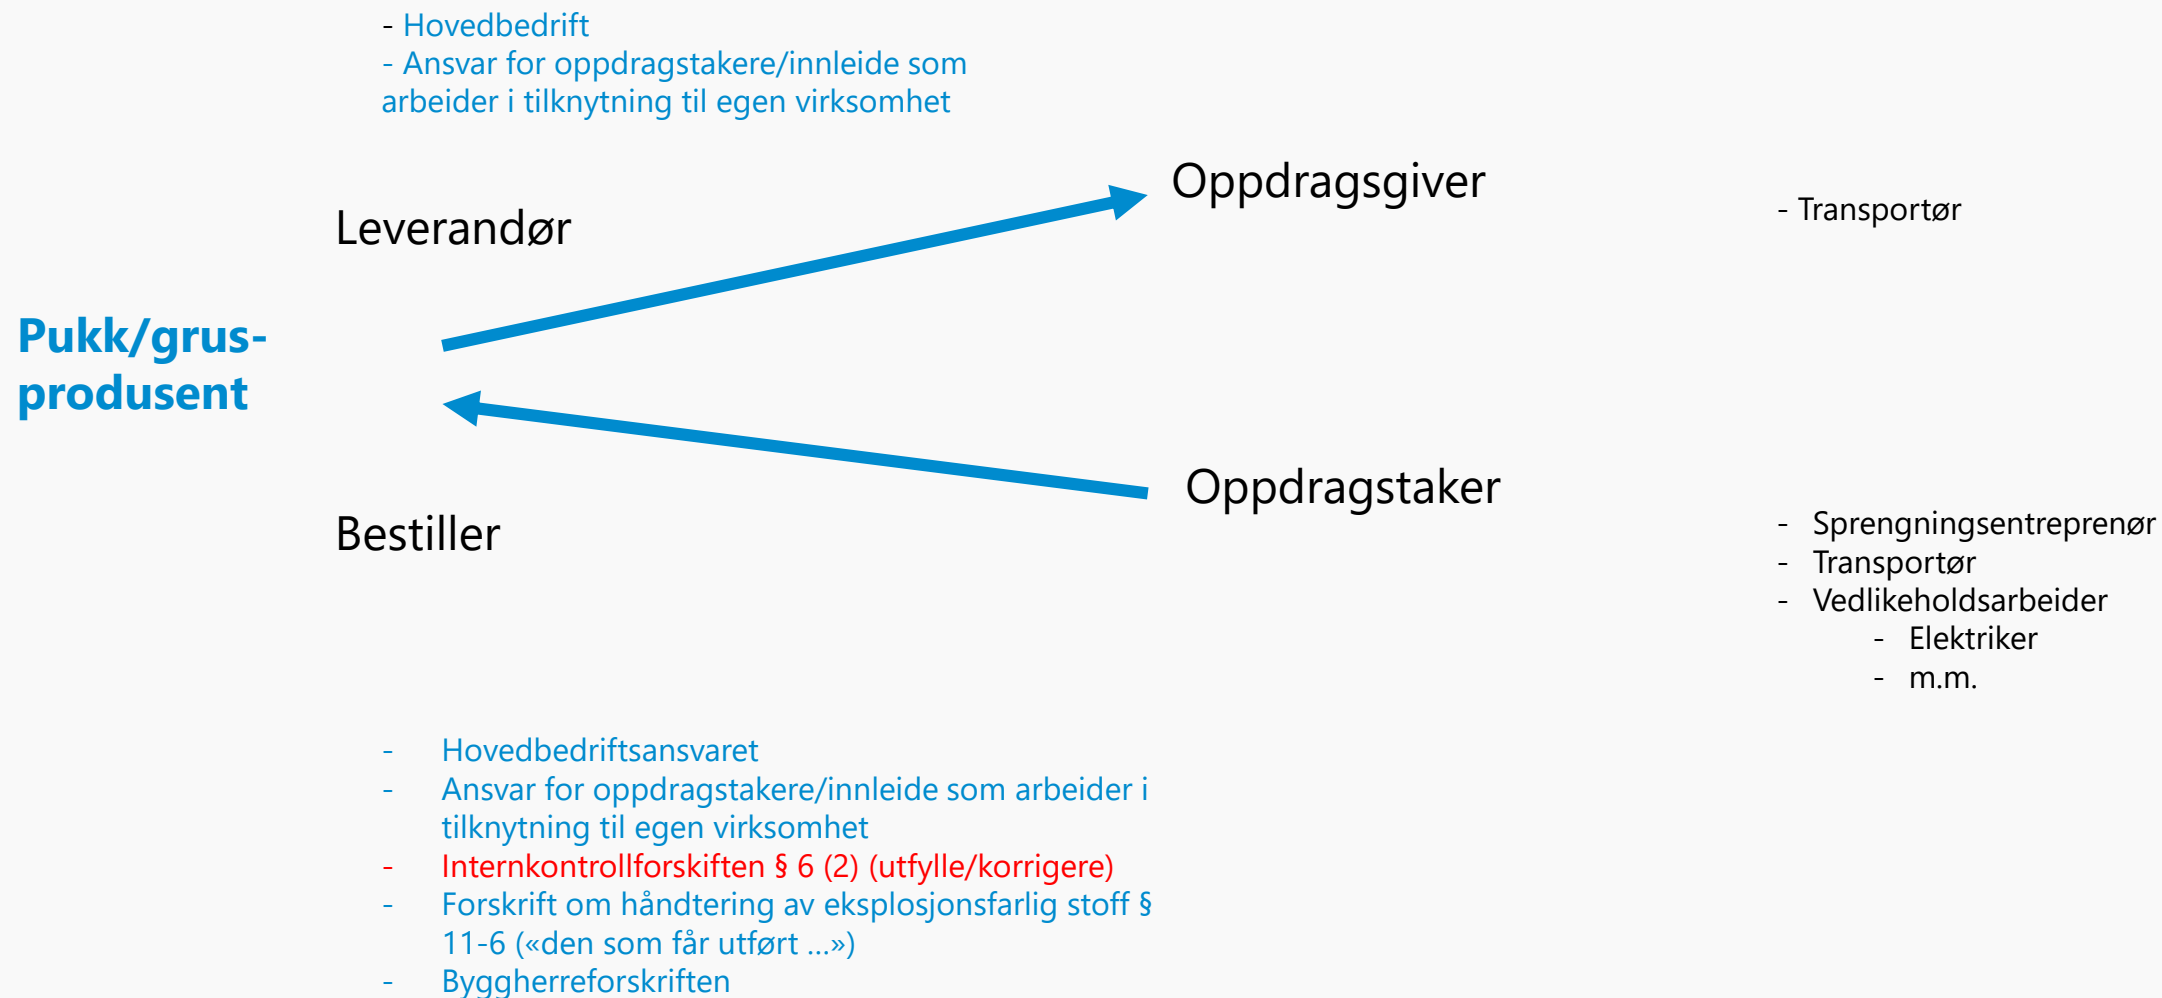 - Hovedbedrift
- Ansvar for oppdragstakere/innleide som
arbeider i tilknytning til egen virksomhet
Oppdragsgiver
- Transportør
Leverandør
Pukk/grus-
produsent
Oppdragstaker
Bestiller
- Sprengningsentreprenør
- Transportør
- Vedlikeholdsarbeider
- Elektriker
- m.m.
- Hovedbedriftsansvaret
- Ansvar for oppdragstakere/innleide som arbeider i
tilknytning til egen virksomhet
- Internkontrollforskiften § 6 (2) (utfylle/korrigere)
- Forskrift om håndtering av eksplosjonsfarlig stoff §
11-6 («den som får utført …»)
- Byggherreforskriften